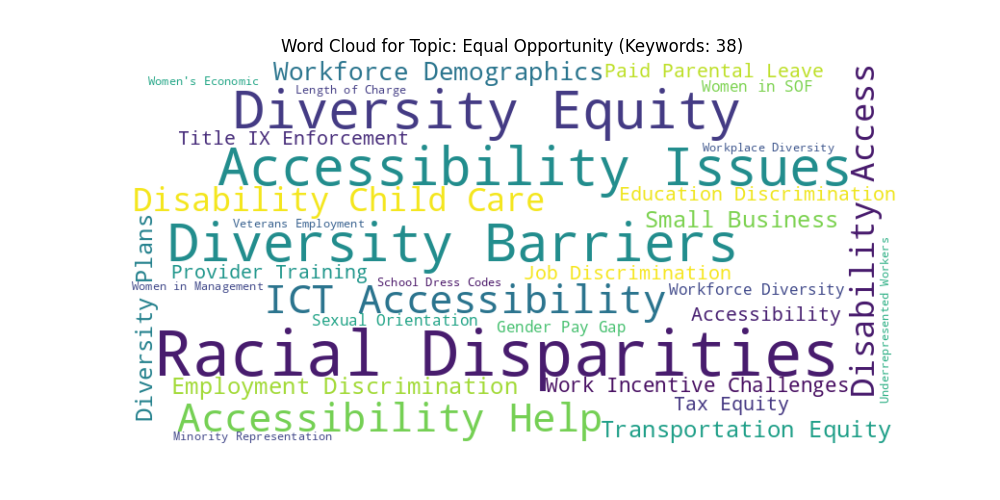 Word Cloud for Topic: Equal Opportunity (Keywords: 38)
Workforce Demographics
Paid Parental Leave
Women's Economic
Length of Charge
Women in SOF
Diversity Equity
Title IX Enforcement
Workplace Diversity
Accessibility Issues
Disability Child Care
Education Discrimination
Small Business
Veterans Employment
Diversity Barriers
Provider Training
Job Discrimination
Women in Management
School Dress Codes
Workforce Diversity
ICT Accessibility
Accessibility
Sexual Orientation
Gender Pay Gap
Racial Disparities
Employment Discrimination
Work Incentive Challenges
Tax Equity
Accessibility Help
Transportation Equity
Minority Representation
Diversity Plans
Disability Access
Underrepresented Workers